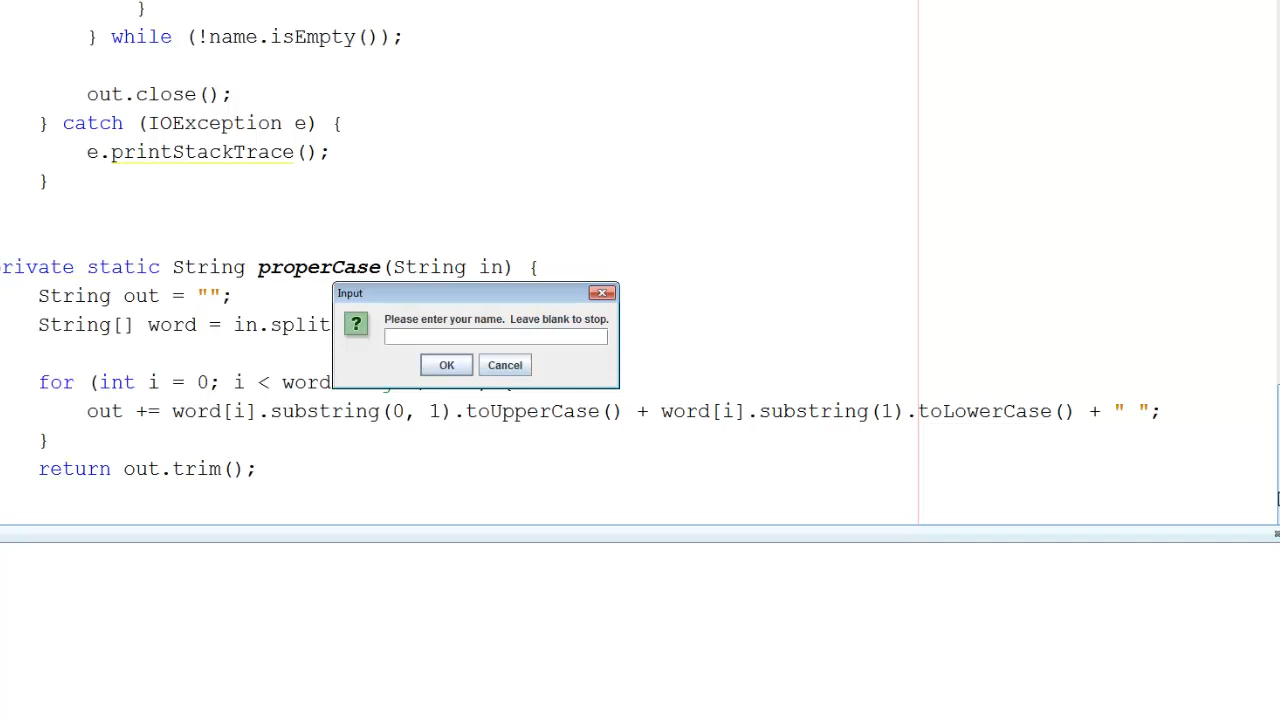 }
} while (!name.isEmpty());
out.close();
} catch (IOException e) {
e.printStackTrace();
}
private static String properCase(String in) {
String out = "";
String[] word = in.split
Input
? Please enter your name. Leave blank to stop.
OK Cancel
for (int i = 0; i < word
out += word[i].substring(0, 1).toUpperCase() + word[i].substring(1).toLowerCase() + " ";
}
return out.trim();